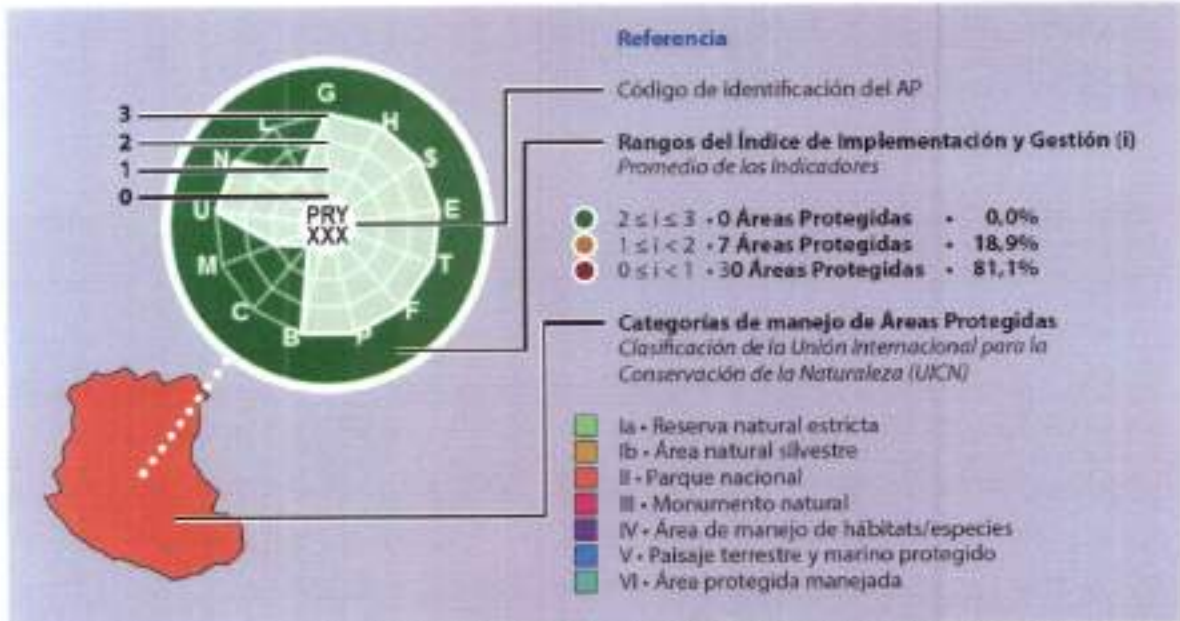 Referencia
Código de identificación del AP
Rangos del Índice de Implementación y Gestión (i)
Promedio de los Indicadores
2 ≤ i ≤ 3 • 0 Áreas Protegidas • 0,0%
1 ≤ i < 2 • 7 Áreas Protegidas • 18,9%
0 ≤ i < 1 • 30 Áreas Protegidas • 81,1%
Categorías de manejo de Áreas Protegidas
Clasificación de la Unión Internacional para la
Conservación de la Naturaleza (UICN)
Ia • Reserva natural estricta
Ib • Área natural silvestre
II • Parque nacional
III • Monumento natural
IV • Área de manejo de hábitats/especies
V • Paisaje terrestre y marino protegido
VI • Área protegida manejada
3
2
1
0
G
H
S
E
T
F
P
B
C
M
U
N
L
PRY
XXX